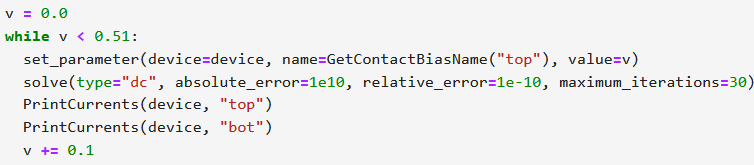 v = 0.0
while v < 0.51:
  set_parameter(device=device, name=GetContactBiasName("top"), value=v)
  solve(type="dc", absolute_error=1e10, relative_error=1e-10, maximum_iterations=30)
  PrintCurrents(device, "top")
  PrintCurrents(device, "bot")
  v += 0.1